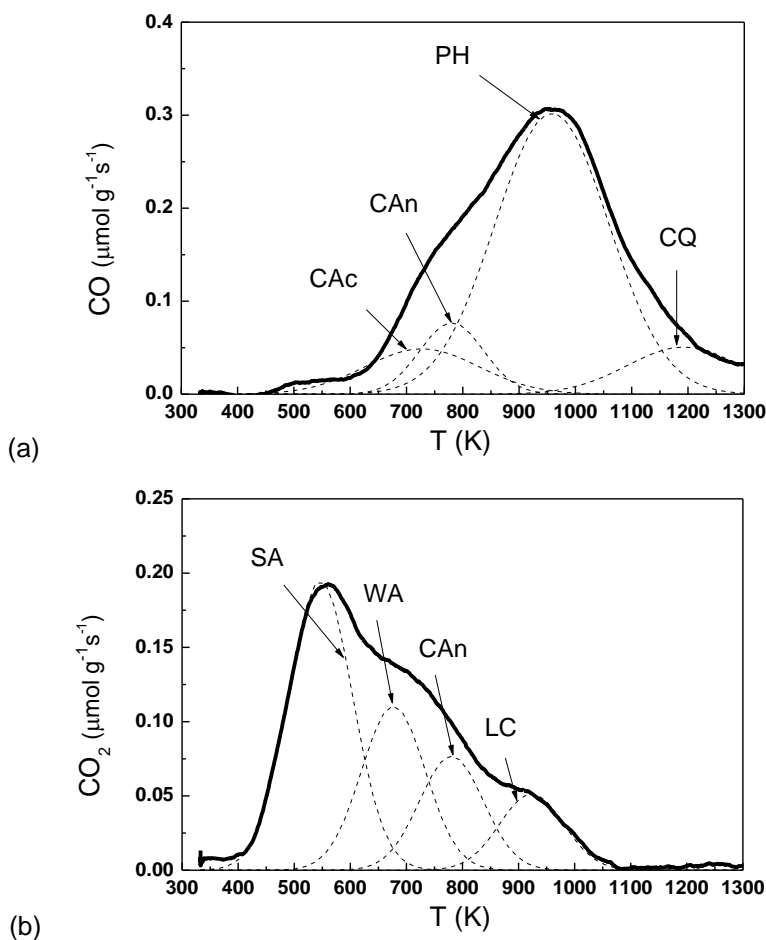 0.4
PH
0.3
CO (μmol g⁻¹s⁻¹)
0.2
CAn
CQ
CAc
0.1
0.0
300 400 500 600 700 800 900 1000 1100 1200 1300
T (K)
(a)
0.25
SA
0.20
WA
CO₂ (μmol g⁻¹s⁻¹)
0.15
CAn
0.10
LC
0.05
0.00
300 400 500 600 700 800 900 1000 1100 1200 1300
T (K)
(b)